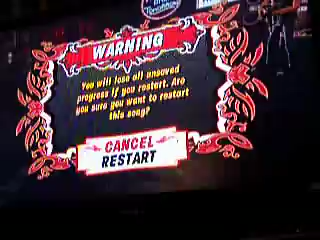 WARNING
You will lose all unsaved
progress if you restart. Are
you sure you want to restart
this song?
CANCEL
RESTART